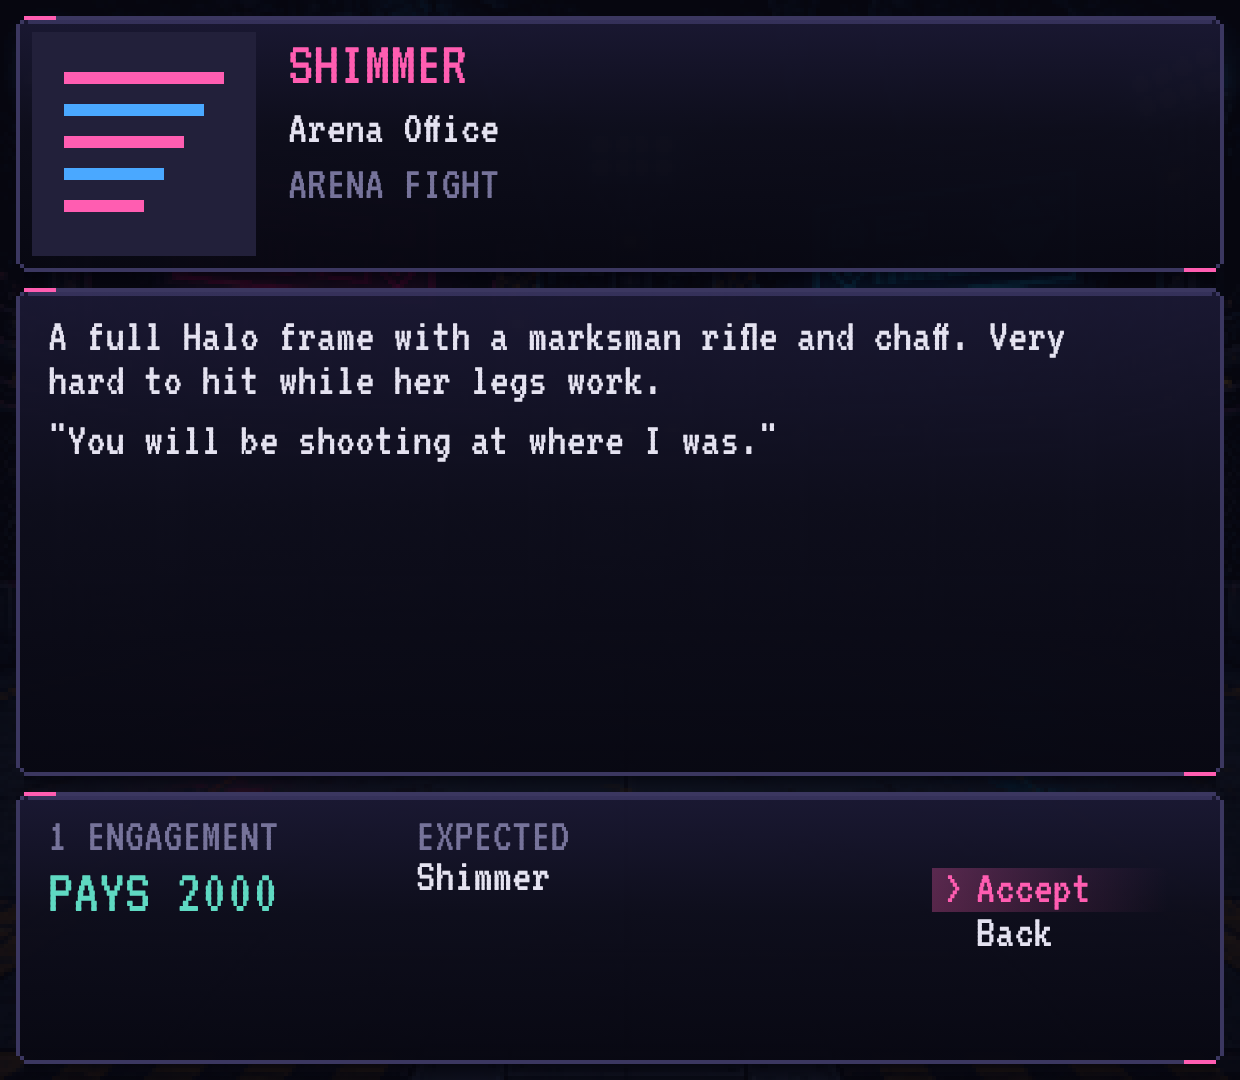 SHIMMER
Arena Office
ARENA FIGHT
A full Halo frame with a marksman rifle and chaff. Very
hard to hit while her legs work.
"You will be shooting at where I was."
1 ENGAGEMENT
PAYS 2000
EXPECTED
Shimmer
> Accept
Back